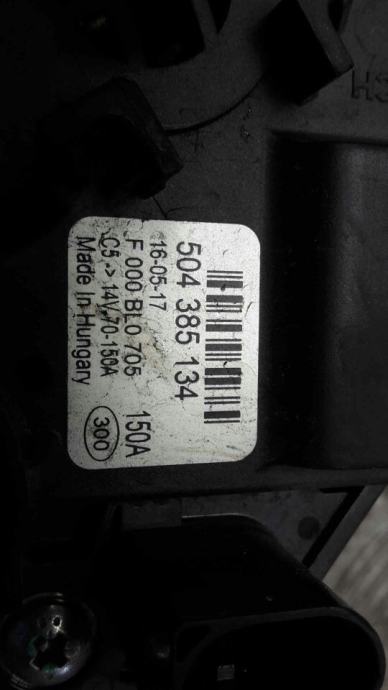 504 385 134
16-05-17
F 000 BL0 705 150A
C5 -> 14V,70-150A
Made In Hungary
300